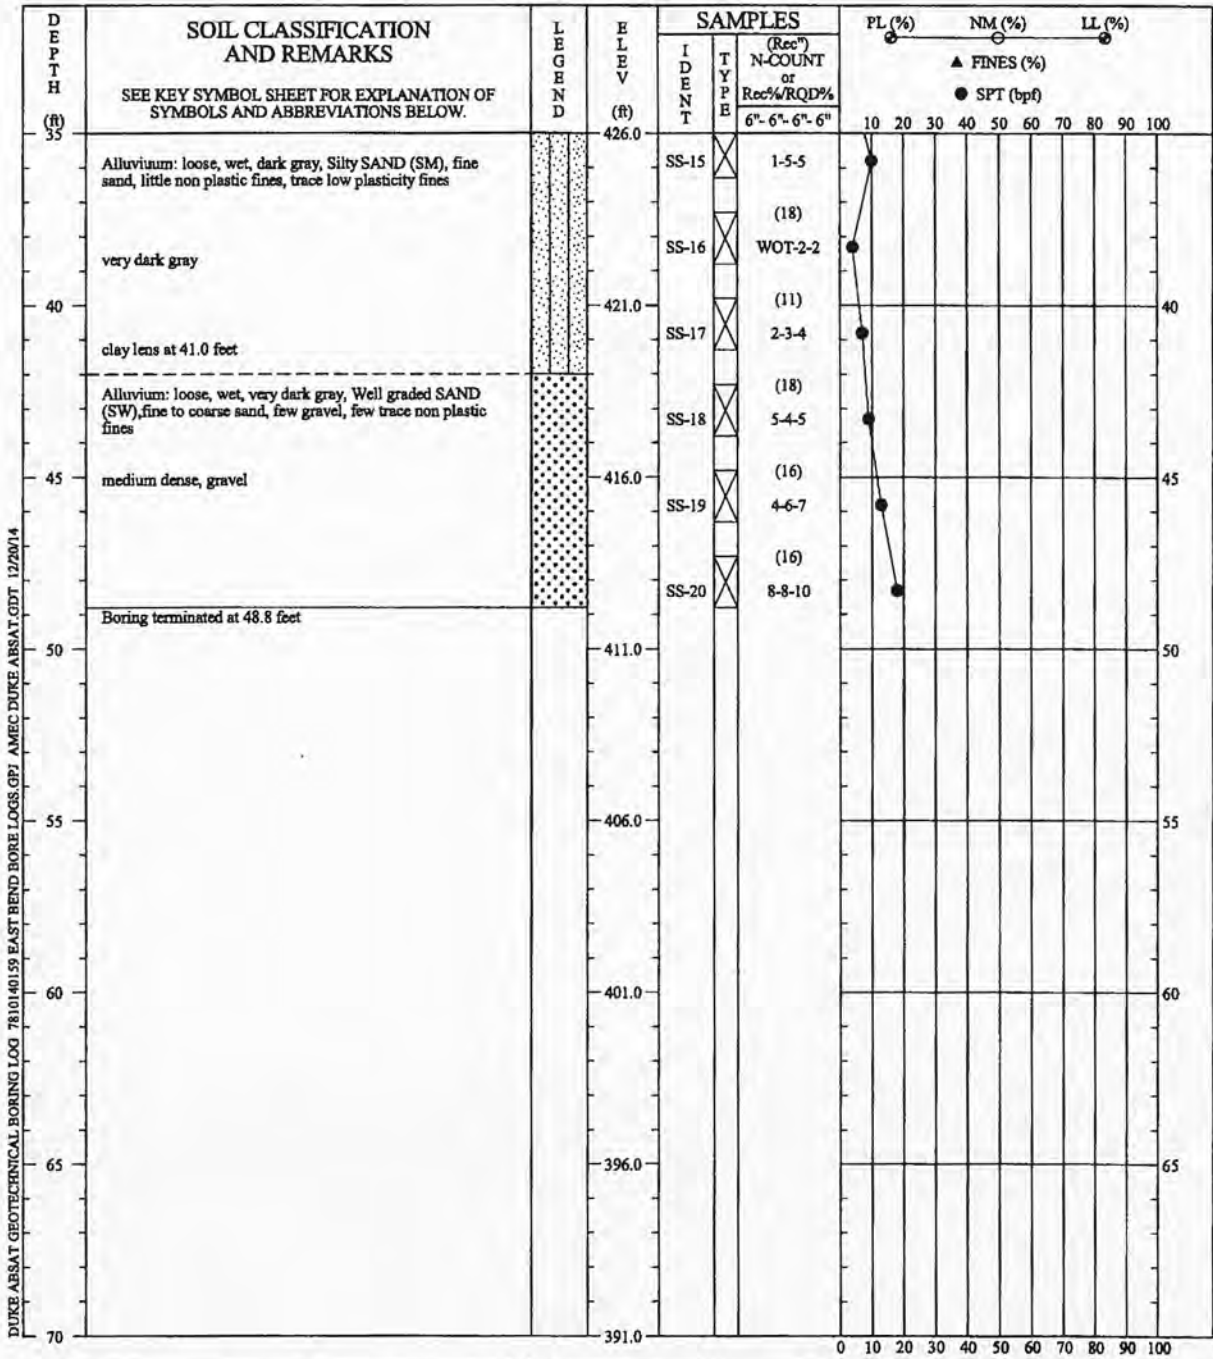 DEPTH
(ft)
SOIL CLASSIFICATION
AND REMARKS
SEE KEY SYMBOL SHEET FOR EXPLANATION OF
SYMBOLS AND ABBREVIATIONS BELOW.
LEGEND
ELEV
(ft)
SAMPLES
IDENT
TYPE
(Rec")
N-COUNT
or
Rec%/RQD%
6"- 6"- 6"- 6"
PL (%) NM (%) LL (%)
▲ FINES (%)
● SPT (bpf)
10 20 30 40 50 60 70 80 90 100
35
426.0
Alluviuum: loose, wet, dark gray, Silty SAND (SM), fine
sand, little non plastic fines, trace low plasticity fines
SS-15 1-5-5
(18)
very dark gray
SS-16 WOT-2-2
40 421.0 (11) 40
SS-17 2-3-4
clay lens at 41.0 feet
Alluvium: loose, wet, very dark gray, Well graded SAND
(SW),fine to coarse sand, few gravel, few trace non plastic
fines
(18)
SS-18 5-4-5
45 416.0 (16) 45
medium dense, gravel
SS-19 4-6-7
(16)
SS-20 8-8-10
Boring terminated at 48.8 feet
50 411.0 50
55 406.0 55
60 401.0 60
65 396.0 65
70 391.0
0 10 20 30 40 50 60 70 80 90 100
DUKE ABSAT GEOTECHNICAL BORING LOG 7810140159 EAST BEND BORE LOGS.GPJ AMEC DUKE ABSAT.GDT 12/20/14